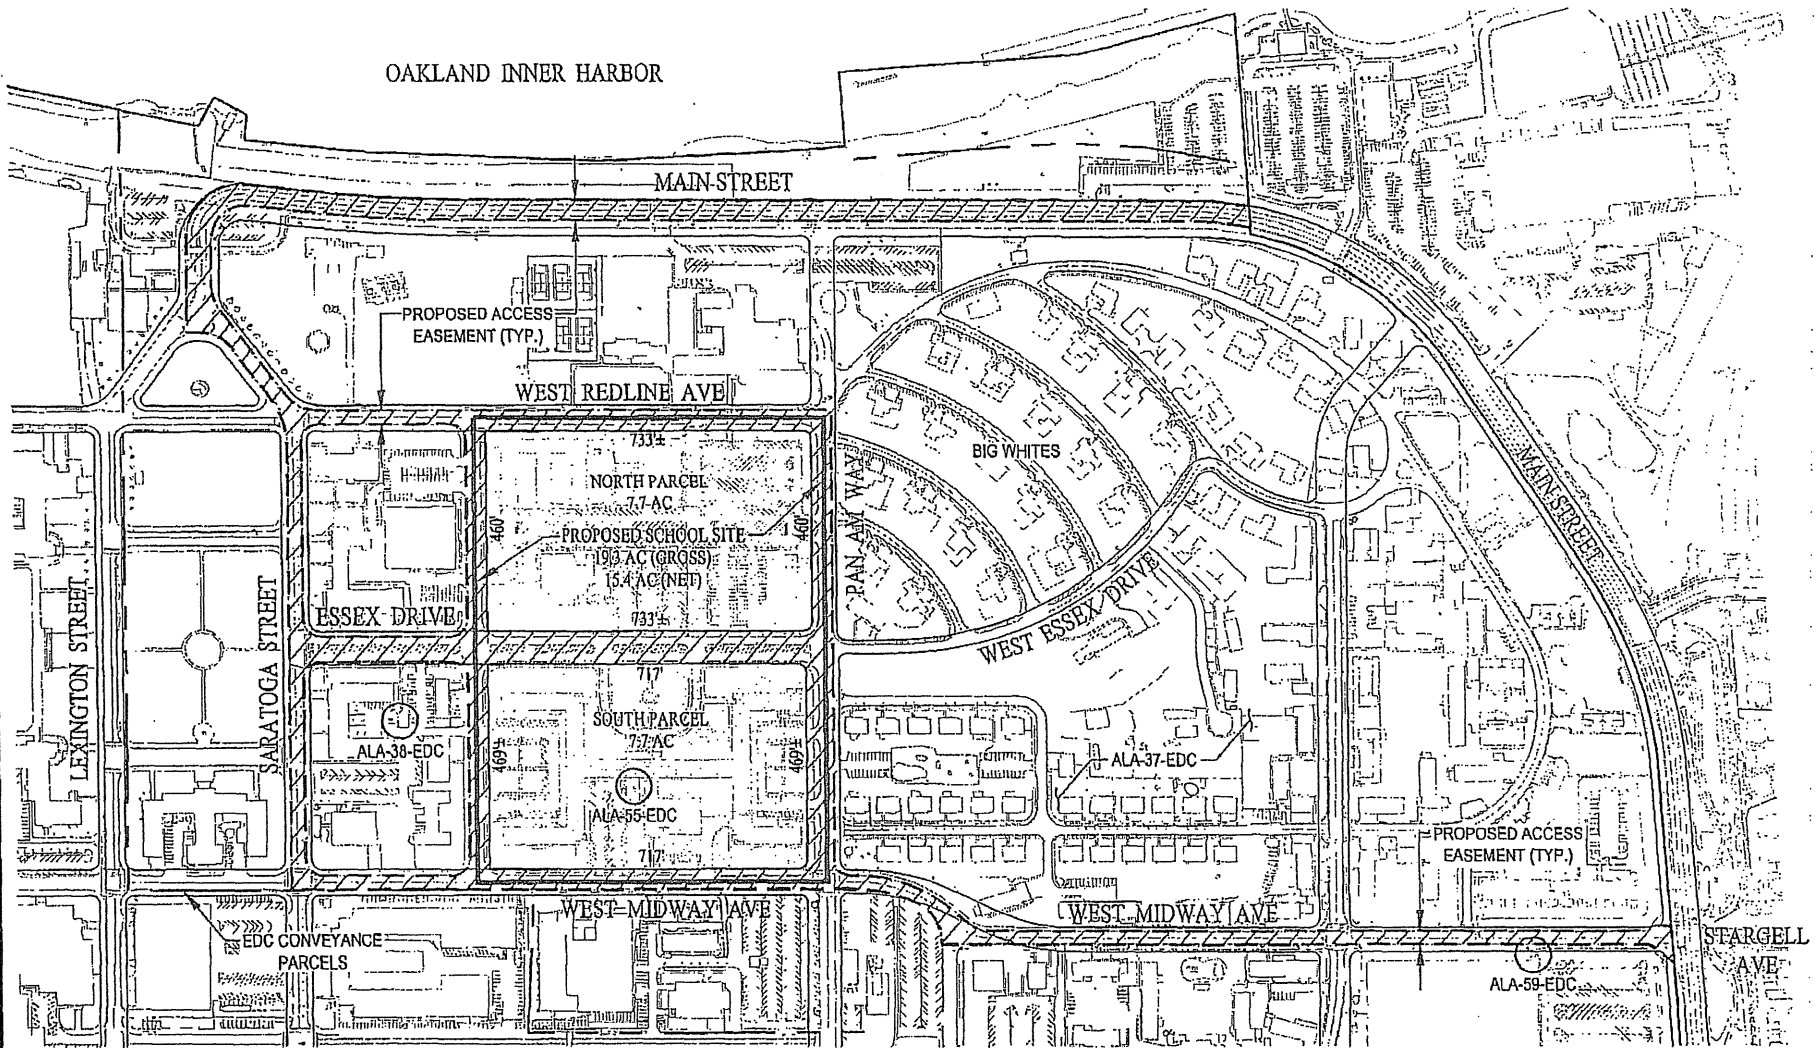 OAKLAND INNER HARBOR
MAIN STREET
PROPOSED ACCESS
EASEMENT (TYP.)
WEST REDLINE AVE
733'±
NORTH PARCEL
7.7 AC
460'
460'
PROPOSED SCHOOL SITE
19.3 AC (GROSS)
15.4 AC (NET)
733'±
BIG WHITES
PAN AM WAY
MAIN STREET
LEXINGTON STREET
SARATOGA STREET
ESSEX DRIVE
WEST ESSEX DRIVE
717'
SOUTH PARCEL
7.7 AC
469'±
469'±
ALA-38-EDC
ALA-55-EDC
ALA-37-EDC
717'
PROPOSED ACCESS
EASEMENT (TYP.)
WEST MIDWAY AVE
WEST MIDWAY AVE
EDC CONVEYANCE
PARCELS
STARGELL
AVE
ALA-59-EDC